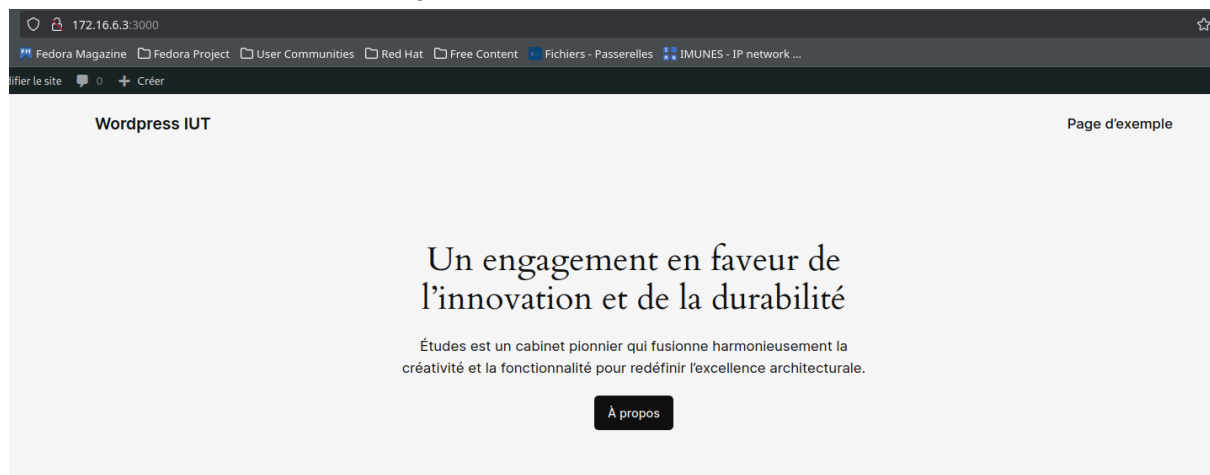 172.16.6.3:3000
FM Fedora Magazine Fedora Project User Communities Red Hat Free Content Fichiers - Passerelles IMUNES - IP network ...
difier le site 0 + Créer
Wordpress IUT Page d'exemple
Un engagement en faveur de
l'innovation et de la durabilité
Études est un cabinet pionnier qui fusionne harmonieusement la
créativité et la fonctionnalité pour redéfinir l'excellence architecturale.
À propos